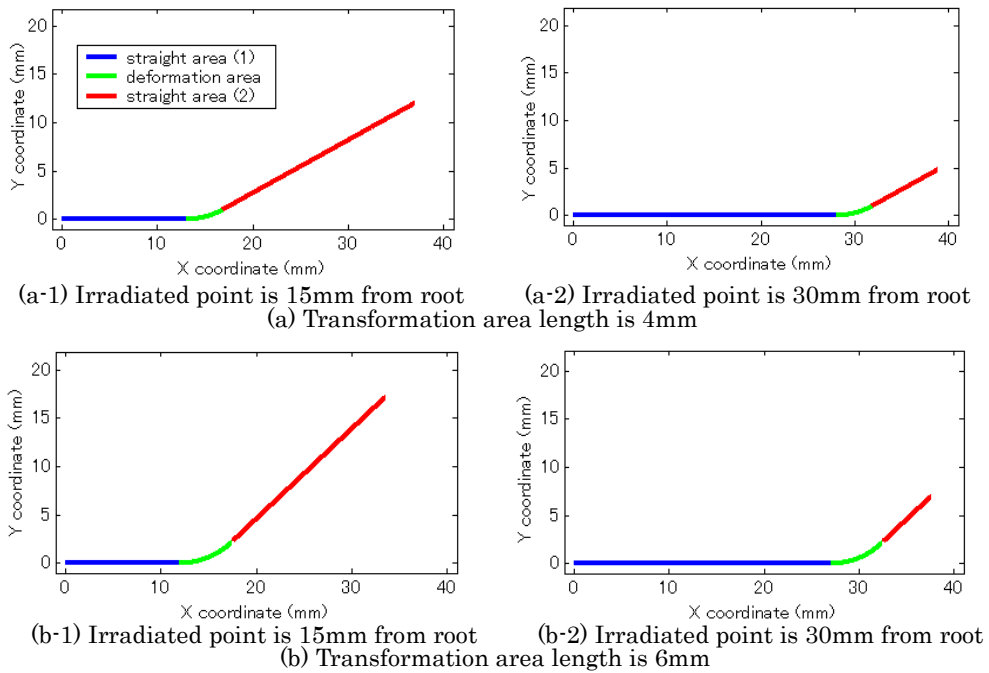 20
15
10
5
0
Y coordinate (mm)
straight area (1)
deformation area
straight area (2)
0 10 20 30 40
X coordinate (mm)
(a-1) Irradiated point is 15mm from root
20
15
10
5
0
Y coordinate (mm)
0 10 20 30 40
X coordinate (mm)
(a-2) Irradiated point is 30mm from root
(a) Transformation area length is 4mm
20
15
10
5
0
Y coordinate (mm)
0 10 20 30 40
X coordinate (mm)
(b-1) Irradiated point is 15mm from root
20
15
10
5
0
Y coordinate (mm)
0 10 20 30 40
X coordinate (mm)
(b-2) Irradiated point is 30mm from root
(b) Transformation area length is 6mm